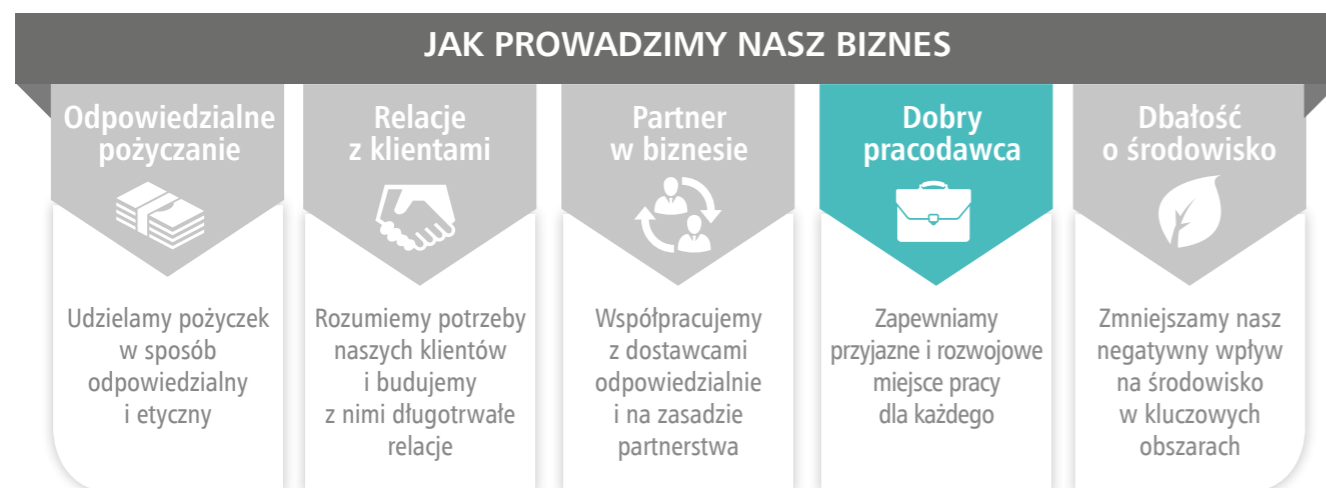 JAK PROWADZIMY NASZ BIZNES
Odpowiedzialne
pożyczanie
Udzielamy pożyczek
w sposób
odpowiedzialny
i etyczny
Relacje
z klientami
Rozumiemy potrzeby
naszych klientów
i budujemy
z nimi długotrwałe
relacje
Partner
w biznesie
Współpracujemy
z dostawcami
odpowiedzialnie
i na zasadzie
partnerstwa
Dobry
pracodawca
Zapewniamy
przyjazne i rozwojowe
miejsce pracy
dla każdego
Dbałość
o środowisko
Zmniejszamy nasz
negatywny wpływ
na środowisko
w kluczowych
obszarach